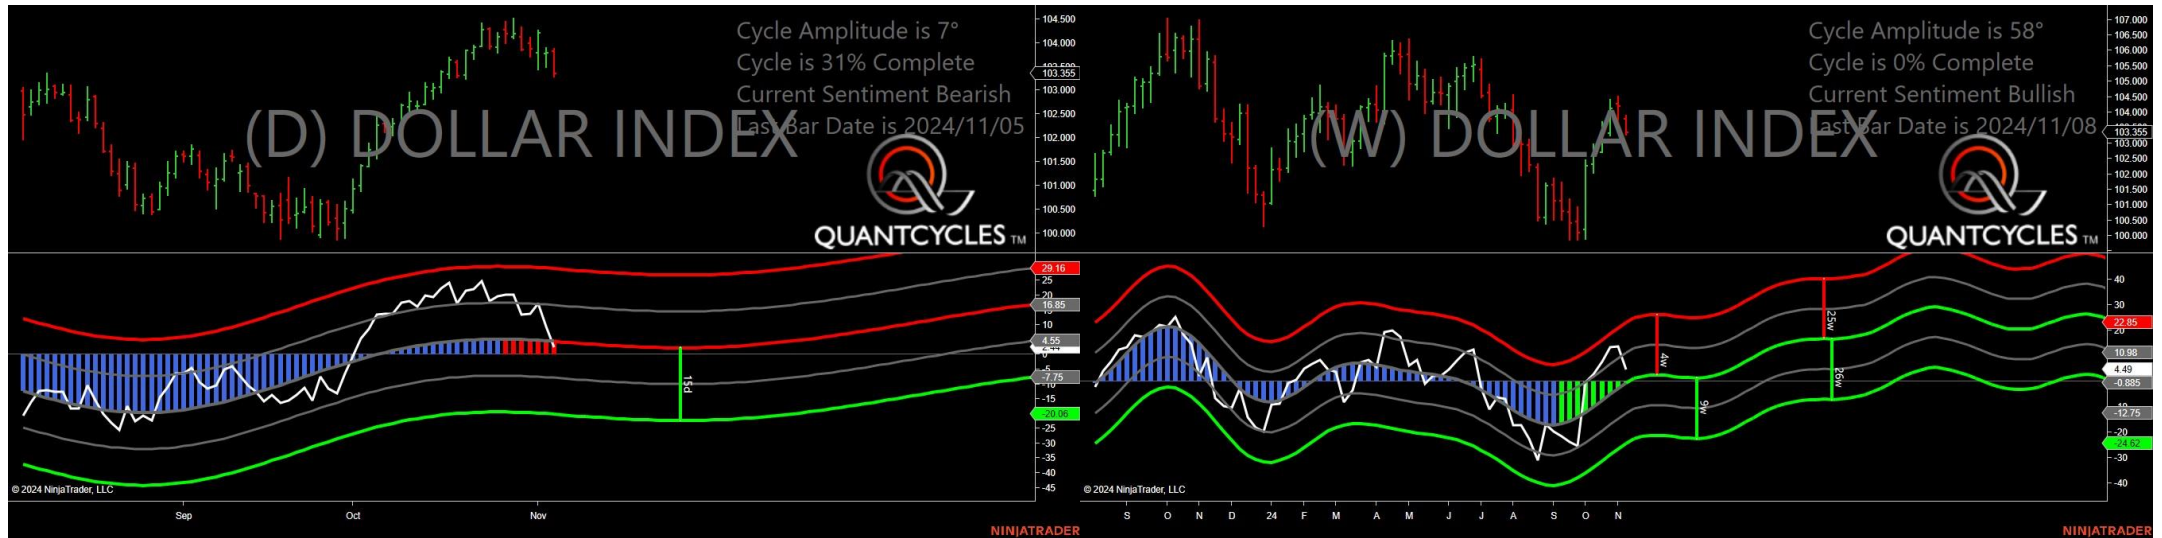 Cycle Amplitude is 7°
Cycle is 31% Complete
Current Sentiment Bearish
Last Bar Date is 2024/11/05
(D) DOLLAR INDEX
QUANTCYCLES TM
104.500
104.000
103.355
103.000
102.500
102.000
101.500
101.000
100.500
100.000
29.16
25
20
16.85
10
4.55
-7.75
-10
-15
-20.06
-25
-30
-35
-40
-45
15d
© 2024 NinjaTrader, LLC
Sep Oct Nov
NINJATRADER
Cycle Amplitude is 58°
Cycle is 0% Complete
Current Sentiment Bullish
Last Bar Date is 2024/11/08
(W) DOLLAR INDEX
QUANTCYCLES TM
107.000
106.500
106.000
105.500
105.000
104.500
104.000
103.355
103.000
102.500
102.000
101.500
101.000
100.500
100.000
40
30
22.85
20
10.98
4.49
-0.885
-12.75
-20
-24.62
-30
-40
4w
9w
25w
26w
© 2024 NinjaTrader, LLC
S O N D 24 F M A M J J A S O N
NINJATRADER